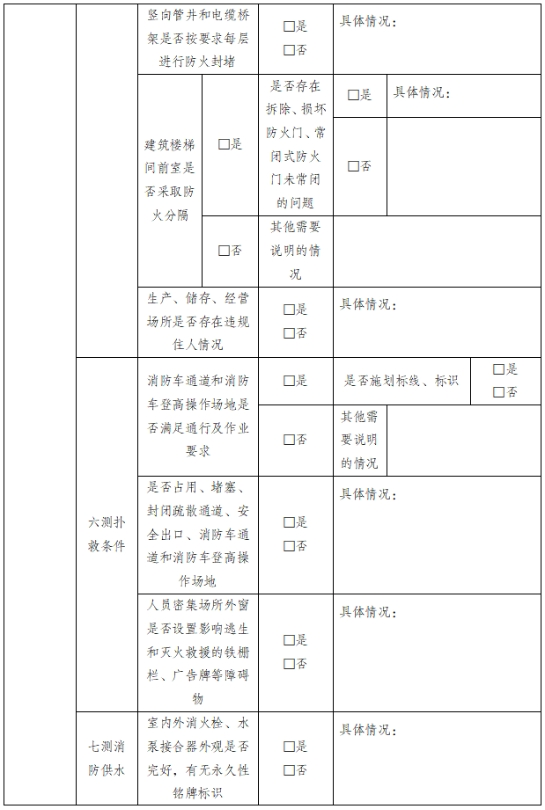 竖向管井和电缆桥
架是否按要求每层
进行防火封堵
□是
□否
具体情况：
建筑楼梯
间前室是
否采取防
火分隔
□是
是否存在
拆除、损坏
防火门、常
闭式防火
门未常闭
的问题
□是
具体情况：
□否
□否
其他需要
说明的情
况
生产、储存、经营
场所是否存在违规
住人情况
□是
□否
具体情况：
六测扑
救条件
消防车通道和消防
车登高操作场地是
否满足通行及作业
要求
□是
是否施划标线、标识
□是
□否
□否
其他需
要说明
的情况
是否占用、堵塞、
封闭疏散通道、安
全出口、消防车通
道和消防车登高操
作场地
□是
□否
具体情况：
人员密集场所外窗
是否设置影响逃生
和灭火救援的铁栅
栏、广告牌等障碍
物
□是
□否
具体情况：
七测消
防供水
室内外消火栓、水
泵接合器外观是否
完好，有无永久性
铭牌标识
□是
□否
具体情况：